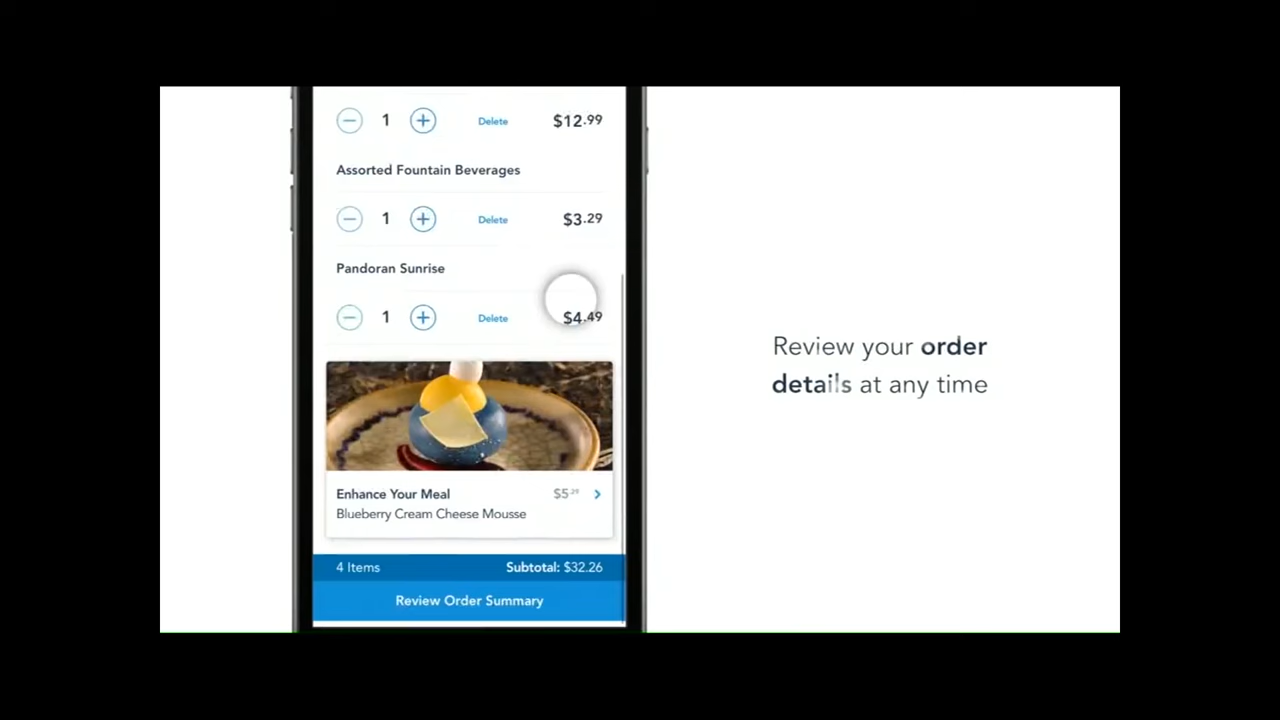 1 Delete $12.99
Assorted Fountain Beverages
1 Delete $3.29
Pandoran Sunrise
1 Delete $4.49
Enhance Your Meal $5.29
Blueberry Cream Cheese Mousse
4 Items Subtotal: $32.26
Review Order Summary
Review your order
details at any time